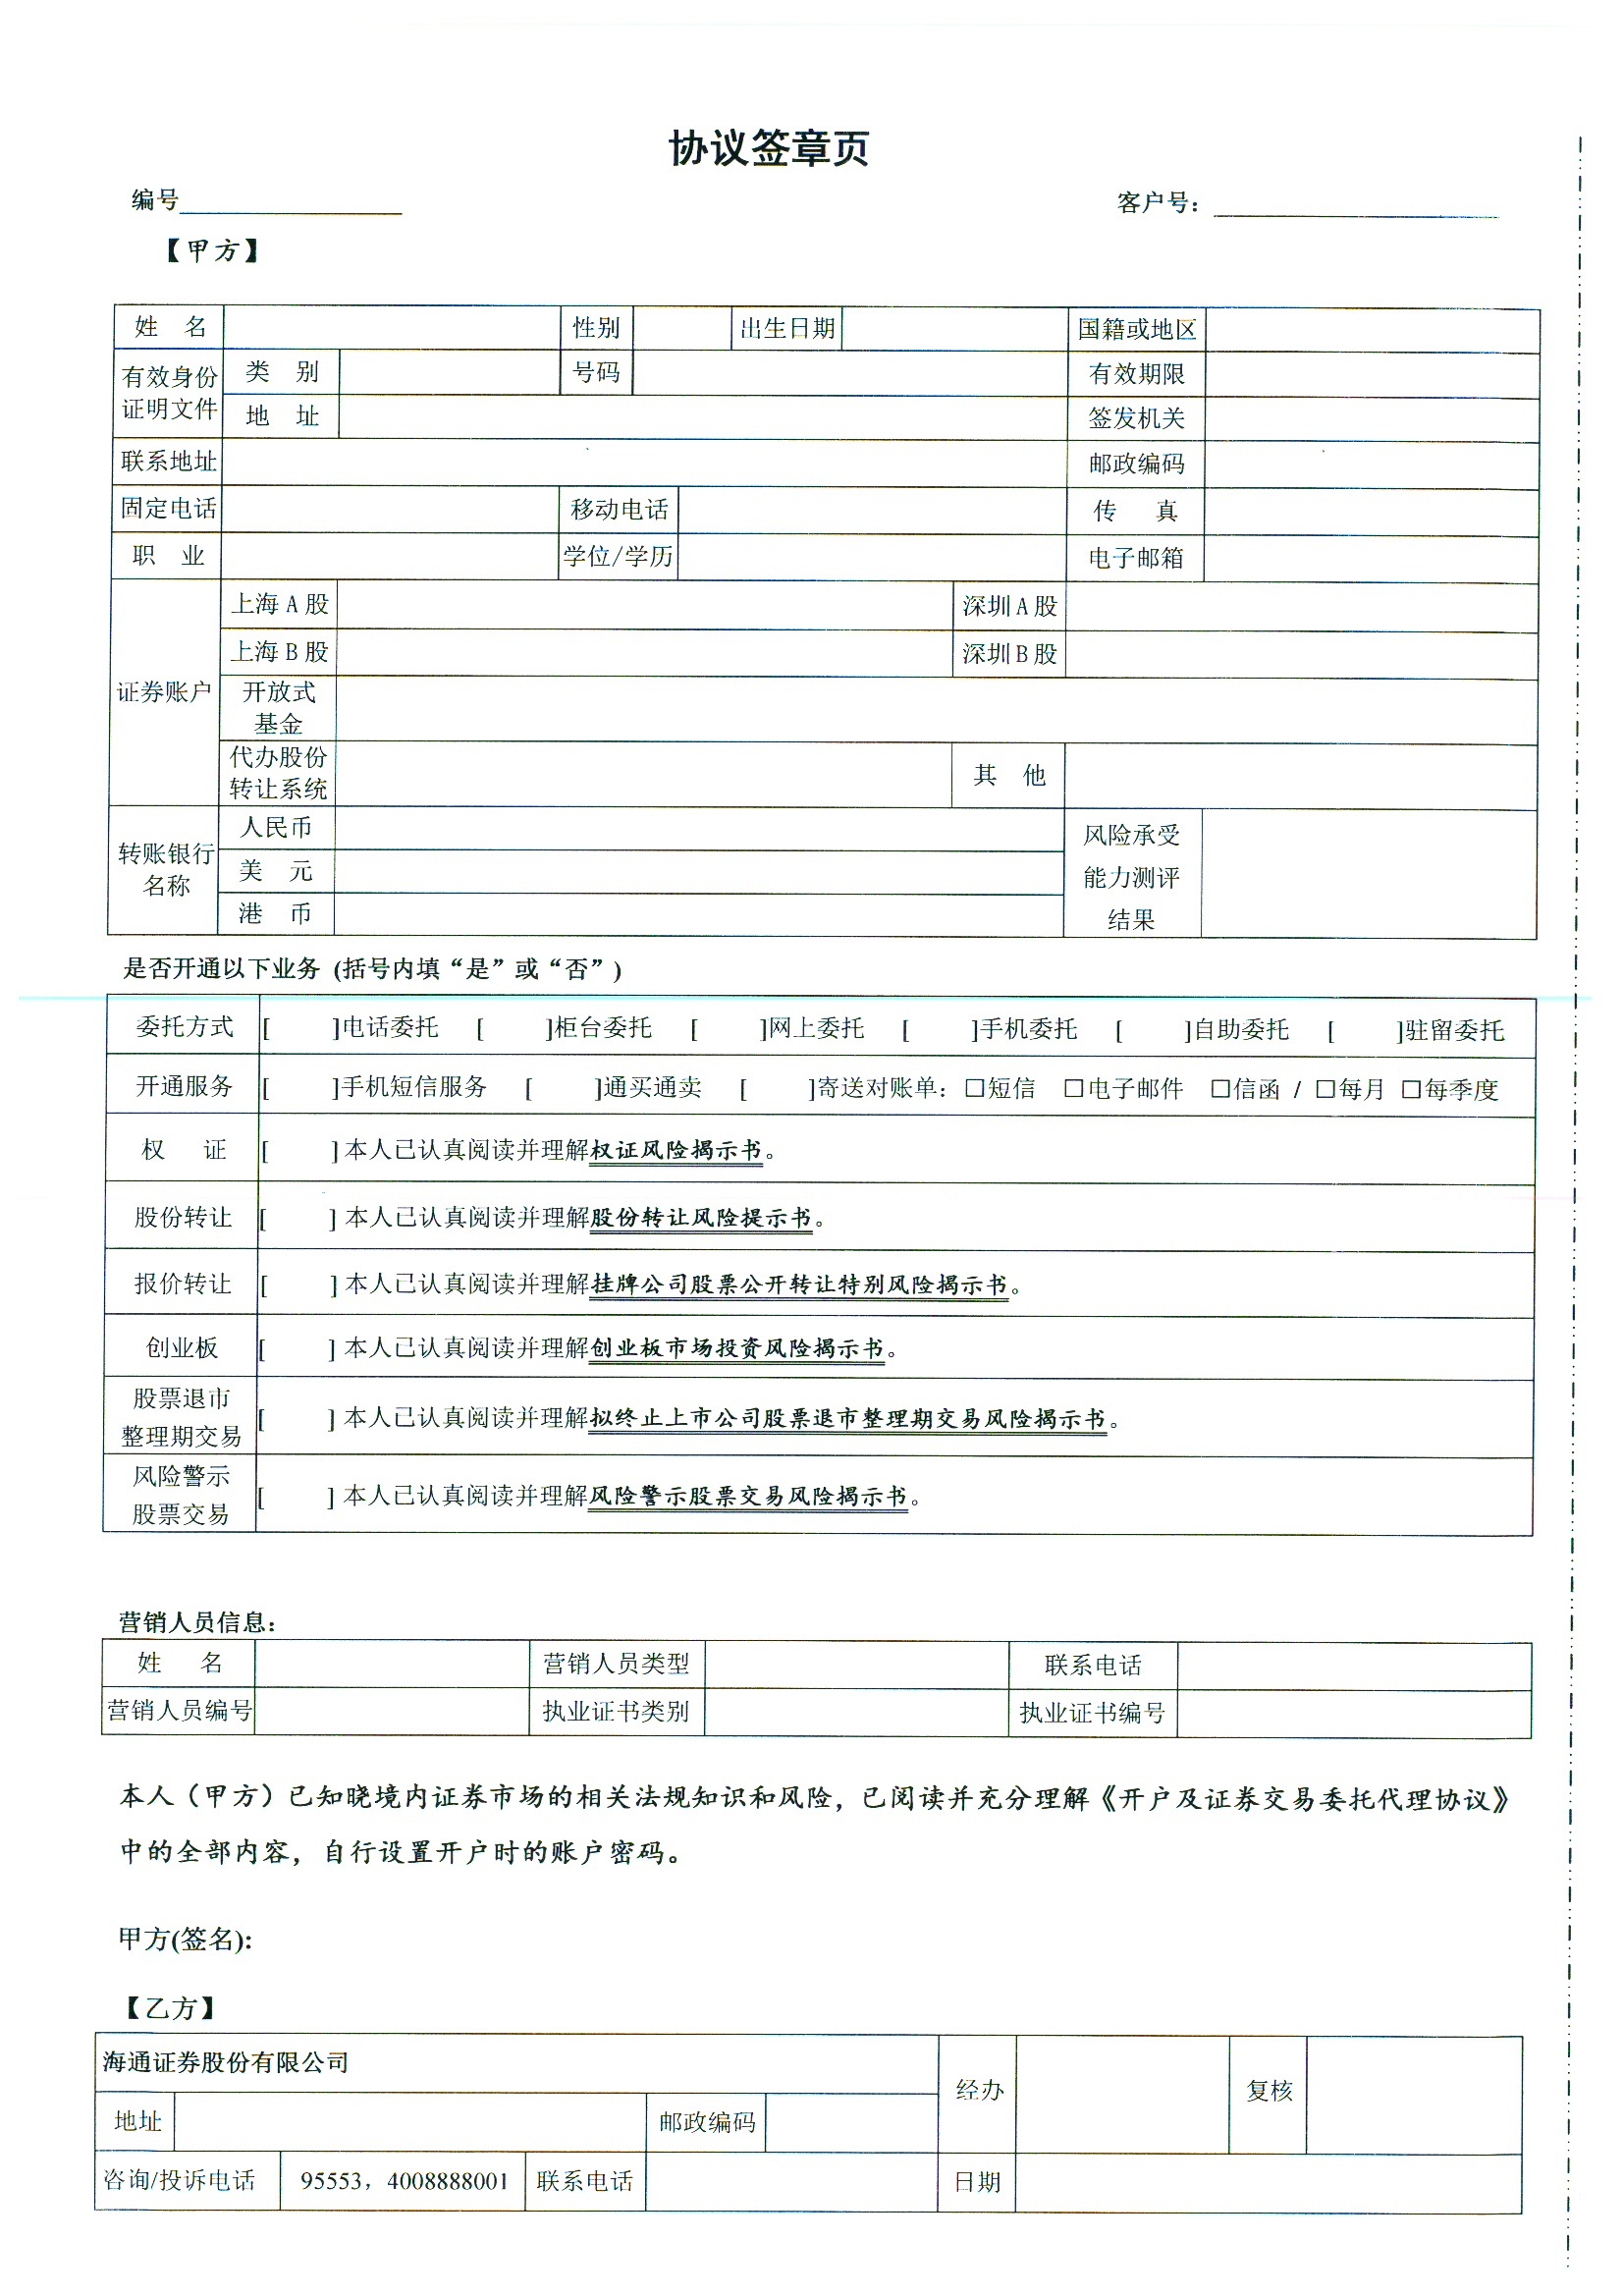 协议签章页
编号
客户号：
【甲方】
姓 名 性别 出生日期 国籍或地区
有效身份证明文件 类 别 号码 有效期限
地 址 签发机关
联系地址 邮政编码
固定电话 移动电话 传 真
职 业 学位/学历 电子邮箱
证券账户 上海 A 股 深圳 A 股
上海 B 股 深圳 B 股
开放式
基金
代办股份
转让系统
其 他
转账银行
名称
人民币
美 元
港 币
风险承受
能力测评
结果
是否开通以下业务 (括号内填“是”或“否”)
委托方式 [ ]电话委托 [ ]柜台委托 [ ]网上委托 [ ]手机委托 [ ]自助委托 [ ]驻留委托
开通服务 [ ]手机短信服务 [ ]通买通卖 [ ]寄送对账单：□短信 □电子邮件 □信函 / □每月 □每季度
权 证 [ ] 本人已认真阅读并理解权证风险揭示书。
股份转让 [ ] 本人已认真阅读并理解股份转让风险提示书。
报价转让 [ ] 本人已认真阅读并理解挂牌公司股票公开转让特别风险揭示书。
创业板 [ ] 本人已认真阅读并理解创业板市场投资风险揭示书。
股票退市
整理期交易
[ ] 本人已认真阅读并理解拟终止上市公司股票退市整理期交易风险揭示书。
风险警示
股票交易
[ ] 本人已认真阅读并理解风险警示股票交易风险揭示书。
营销人员信息：
姓 名 营销人员类型 联系电话
营销人员编号 执业证书类别 执业证书编号
本人（甲方）已知晓境内证券市场的相关法规知识和风险，已阅读并充分理解《开户及证券交易委托代理协议》
中的全部内容，自行设置开户时的账户密码。
甲方(签名):
【乙方】
海通证券股份有限公司
经办 复核
地址 邮政编码
咨询/投诉电话 95553，4008888001 联系电话 日期